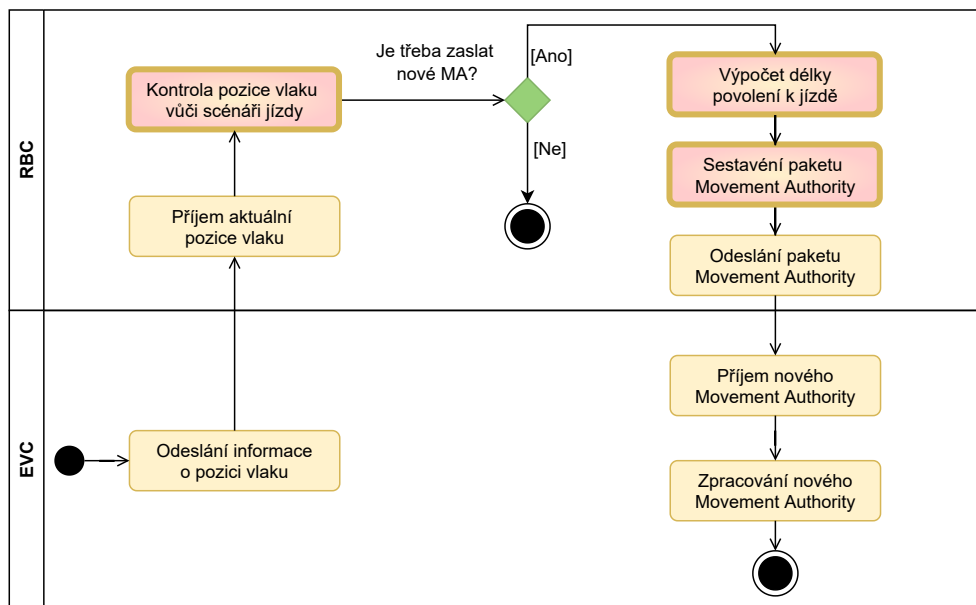 RBC
Je třeba zaslat
nové MA?
[Ano]
[Ne]
Kontrola pozice vlaku
vůči scénáři jízdy
Příjem aktuální
pozice vlaku
Výpočet délky
povolení k jízdě
Sestavéní paketu
Movement Authority
Odeslání paketu
Movement Authority
EVC
Odeslání informace
o pozici vlaku
Příjem nového
Movement Authority
Zpracování nového
Movement Authority